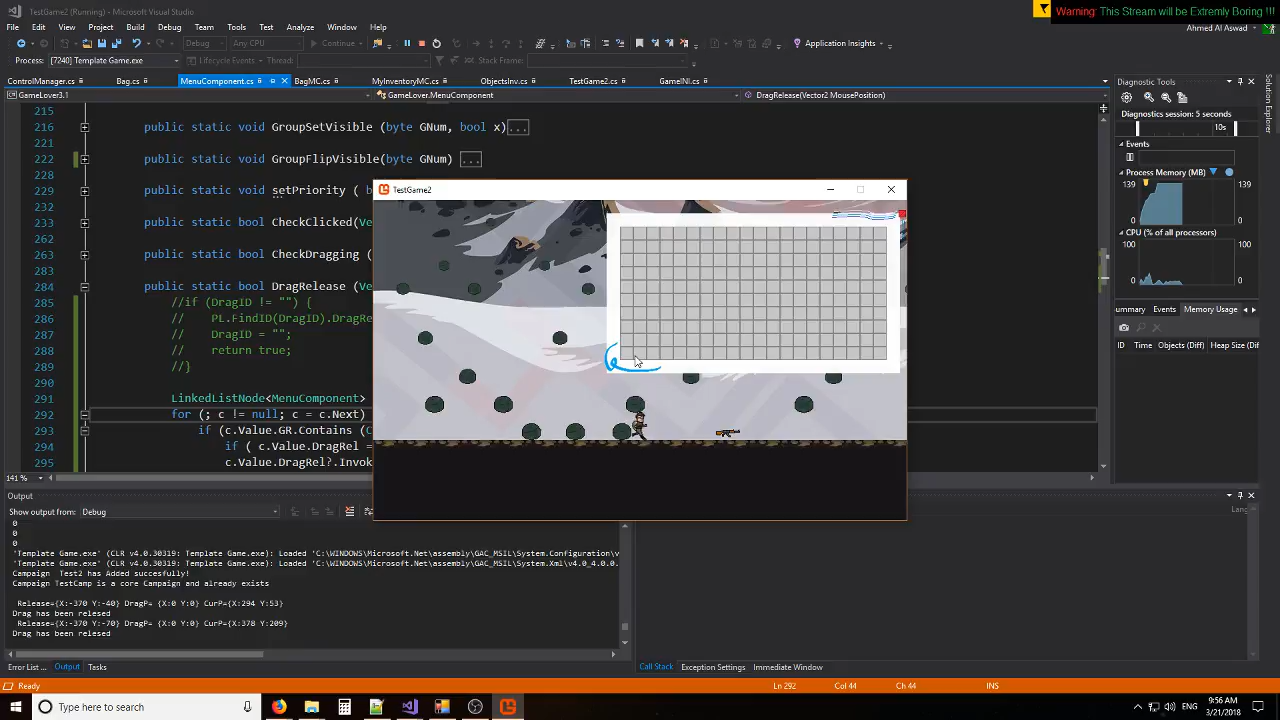 TestGame2 (Running) - Microsoft Visual Studio
Warning: This Stream will be Extremly Boring !!!
File Edit View Project Build Debug Team Tools Test Analyze Window Help
Ahmed Al Aswad
Debug Any CPU Continue Application Insights
Process: [7240] Template Game.exe Lifecycle Events Thread: Stack Frame:
ControlManager.cs Bag.cs MenuComponent.cs BagMC.cs MyInventoryMC.cs ObjectsInv.cs TestGame2.cs GameINI.cs
GameLover3.1 GameLover.MenuComponent DragRelease(Vector2 MousePosition)
Diagnostic Tools
Solution Explorer
Diagnostics session: 5 seconds
10s
Events
Process Memory (MB)
139 139
0 0
CPU (% of all processors)
100 100
0 0
ummary Events Memory Usage
ID Time Objects (Diff) Heap Size (Diff
215
216 public static void GroupSetVisible (byte GNum, bool x)...
221
222 public static void GroupFlipVisible(byte GNum) ...
228
229 public static void setPriority ( b
232
233 public static bool CheckClicked(Ve
262
263 public static bool CheckDragging (
283
284 public static bool DragRelease (Ve
285 //if (DragID != "") {
286 // PL.FindID(DragID).DragRe
287 // DragID = "";
288 // return true;
289 //}
290
291 LinkedListNode<MenuComponent>
292 for (; c != null; c = c.Next)
293 if (c.Value.GR.Contains (
294 if ( c.Value.DragRel
295 c.Value.DragRel?.Invok
TestGame2
141 %
Output
Show output from: Debug
0
0
'Template Game.exe' (CLR v4.0.30319: Template Game.exe): Loaded 'C:\WINDOWS\Microsoft.Net\assembly\GAC_MSIL\System.Configuration\v
'Template Game.exe' (CLR v4.0.30319: Template Game.exe): Loaded 'C:\WINDOWS\Microsoft.Net\assembly\GAC_MSIL\System.Xml\v4.0_4.0.0.
Campaign Test2 has Added succesfully!
Campaign TestCamp is a core Campaign and already exists
Release={X:-370 Y:-40} DragP= {X:0 Y:0} CurP={X:294 Y:53}
Drag has been relesed
Release={X:-370 Y:-70} DragP= {X:0 Y:0} CurP={X:378 Y:209}
Drag has been relesed
Error List ... Output Tasks
Call Stack Exception Settings Immediate Window
Lang
Ready Ln 292 Col 44 Ch 44 INS
Type here to search
ENG 9:56 AM
3/21/2018